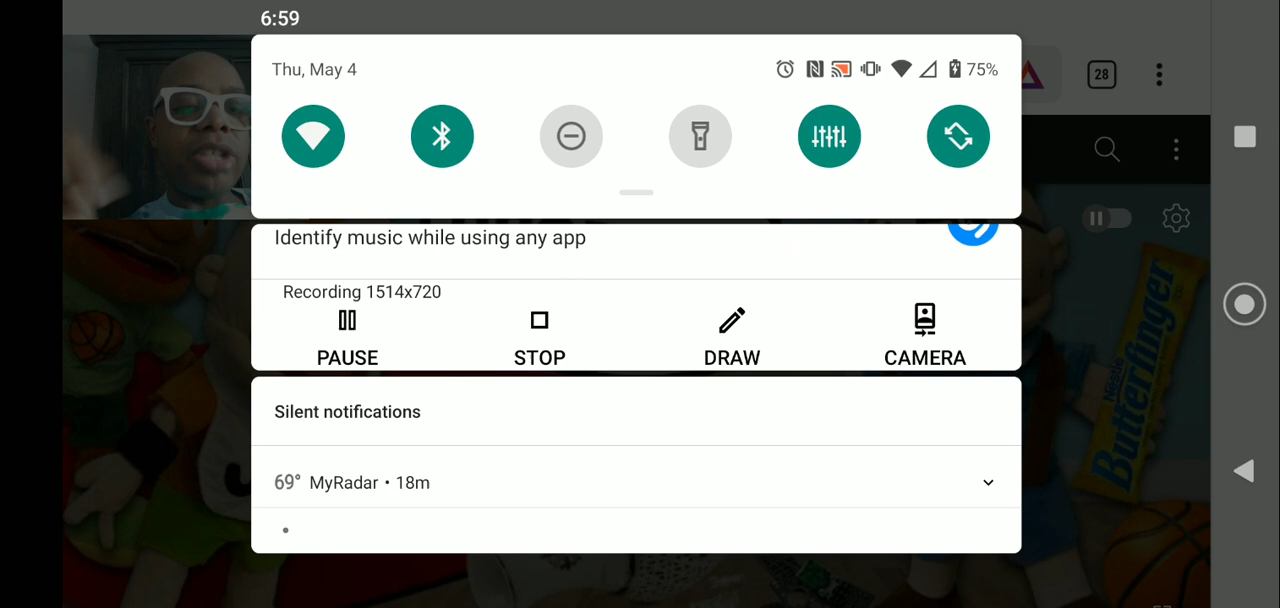 6:59
Thu, May 4
75%
28
Identify music while using any app
Recording 1514x720
PAUSE
STOP
DRAW
CAMERA
Silent notifications
69° MyRadar • 18m
Nestle
Butterfinger